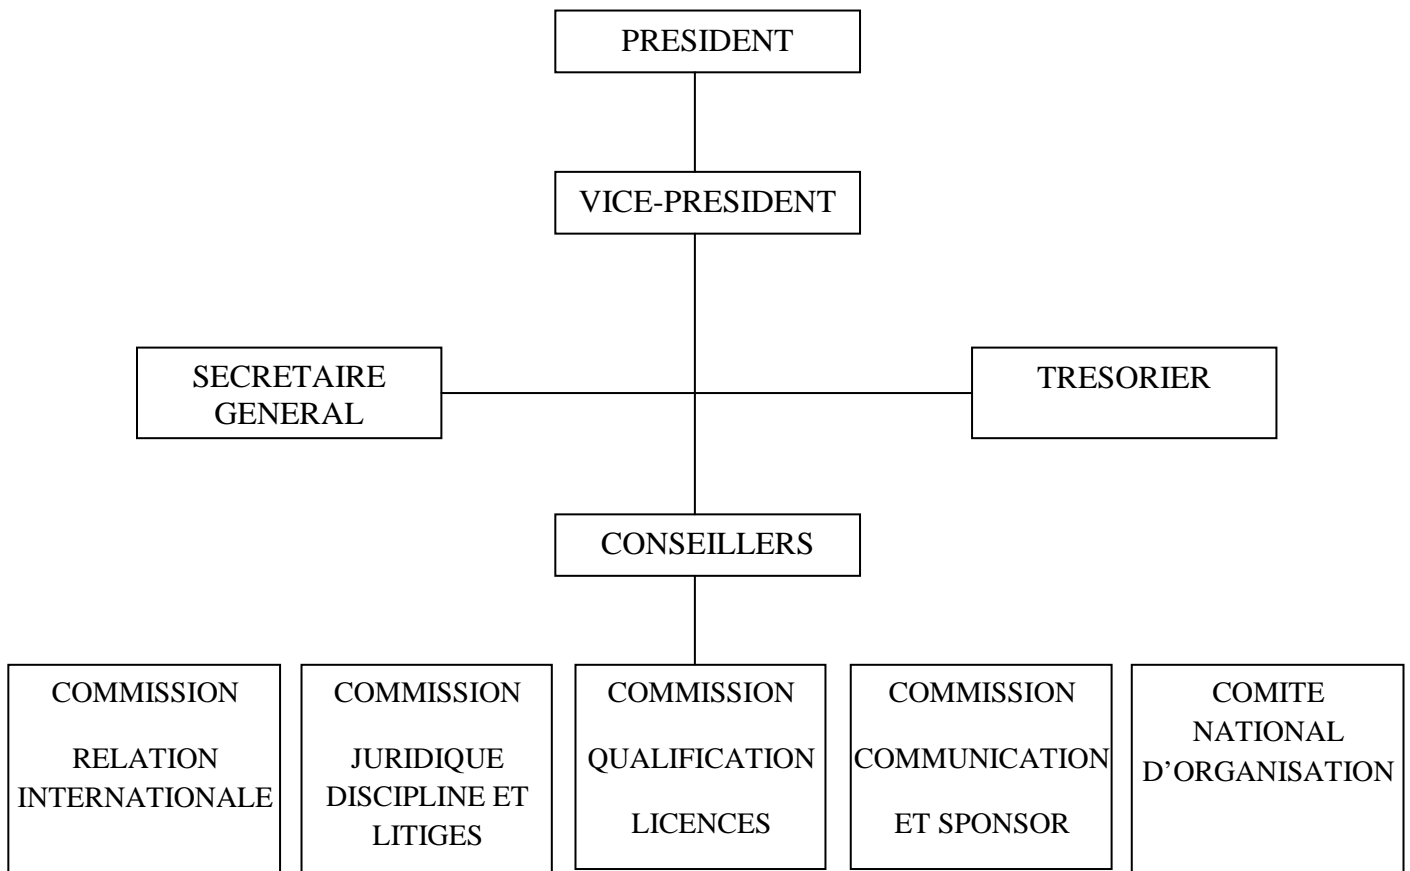 PRESIDENT
VICE-PRESIDENT
SECRETAIRE
GENERAL
TRESORIER
CONSEILLERS
COMMISSION
RELATION
INTERNATIONALE
COMMISSION
JURIDIQUE
DISCIPLINE ET
LITIGES
COMMISSION
QUALIFICATION
LICENCES
COMMISSION
COMMUNICATION
ET SPONSOR
COMITE
NATIONAL
D’ORGANISATION